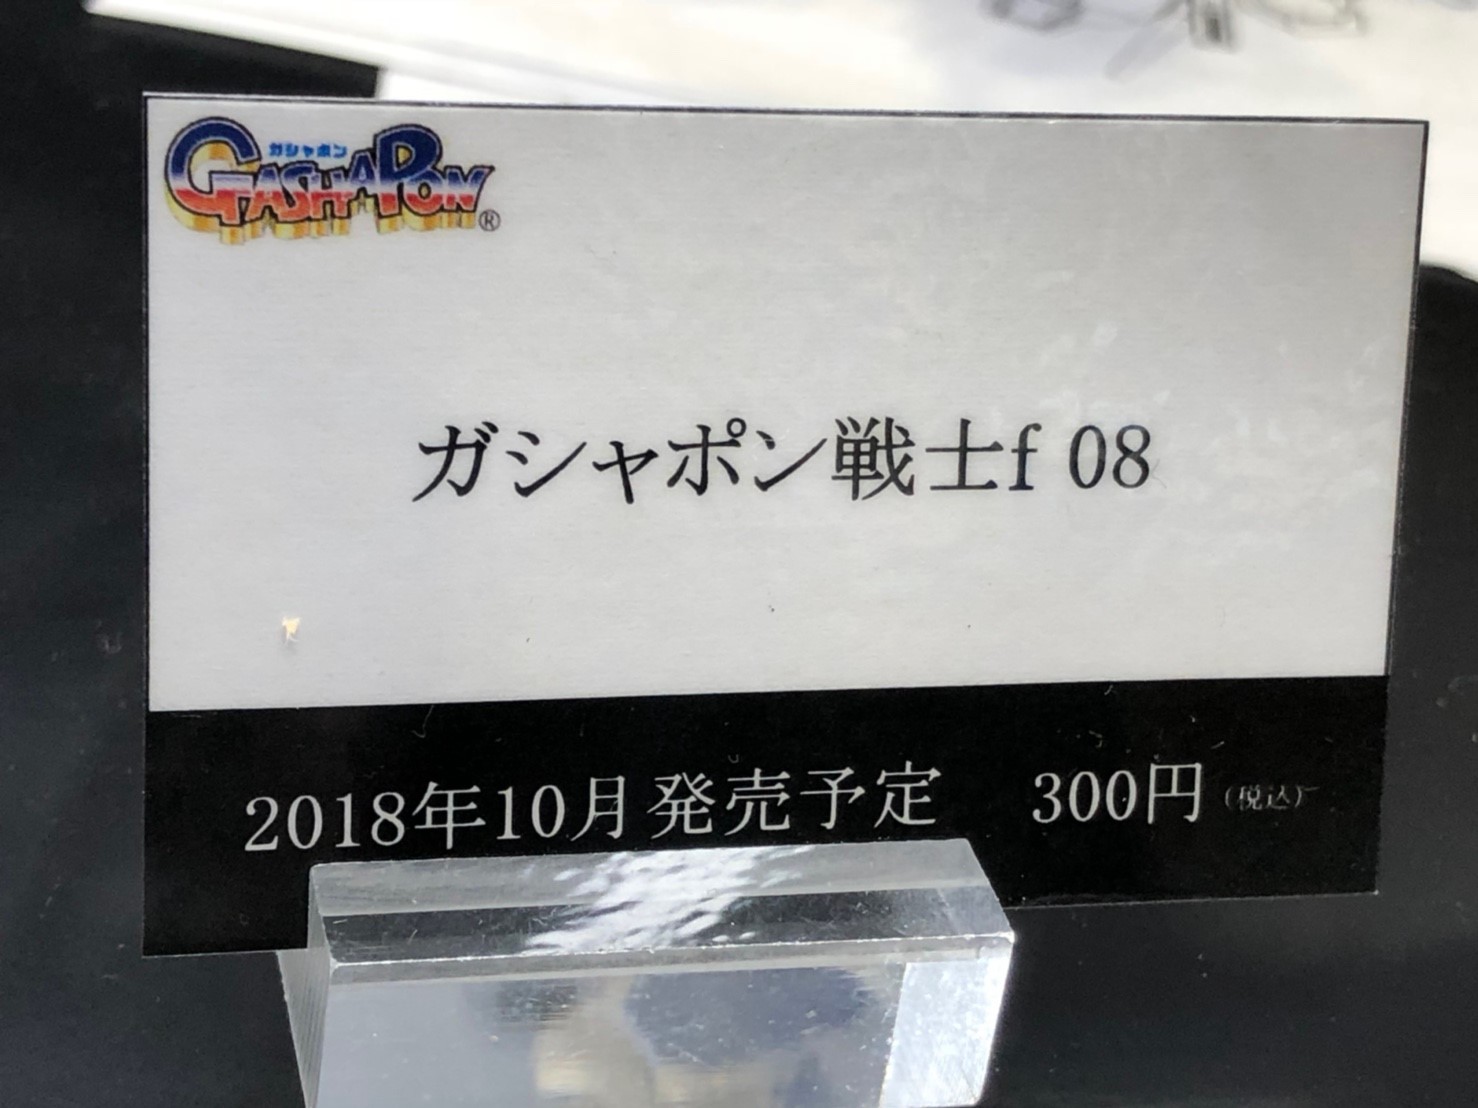 ガシャポン
GASHAPON®
ガシャポン戦士f 08
2018年10月発売予定 300円(税込)